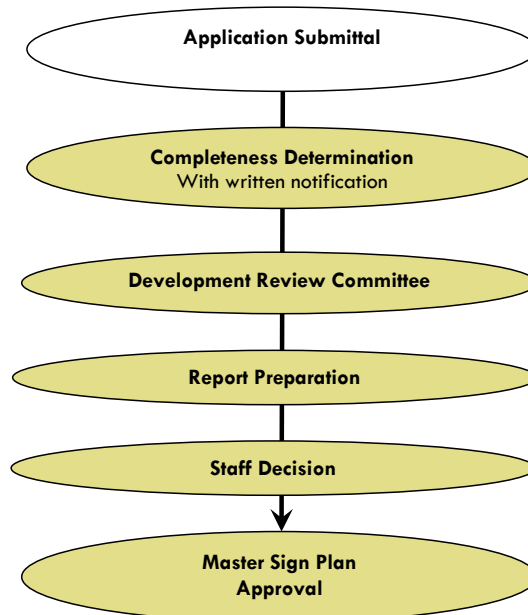 Application Submittal
Completeness Determination
With written notification
Development Review Committee
Report Preparation
Staff Decision
Master Sign Plan
Approval